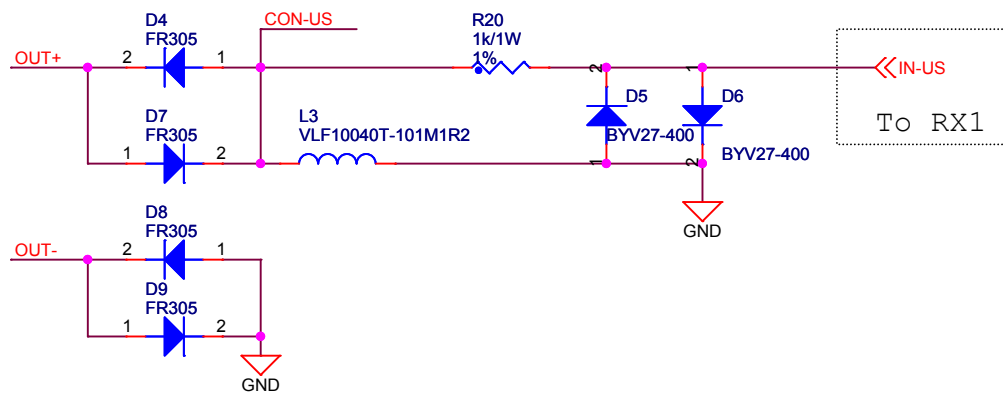 D4
FR305
CON-US
R20
1k/1W
1%
OUT+
2
1
2
1
IN-US
D7
FR305
L3
VLF10040T-101M1R2
D5
BYV27-400
D6
BYV27-400
To RX1
1
2
1
2
GND
D8
FR305
OUT-
2
1
D9
FR305
1
2
GND